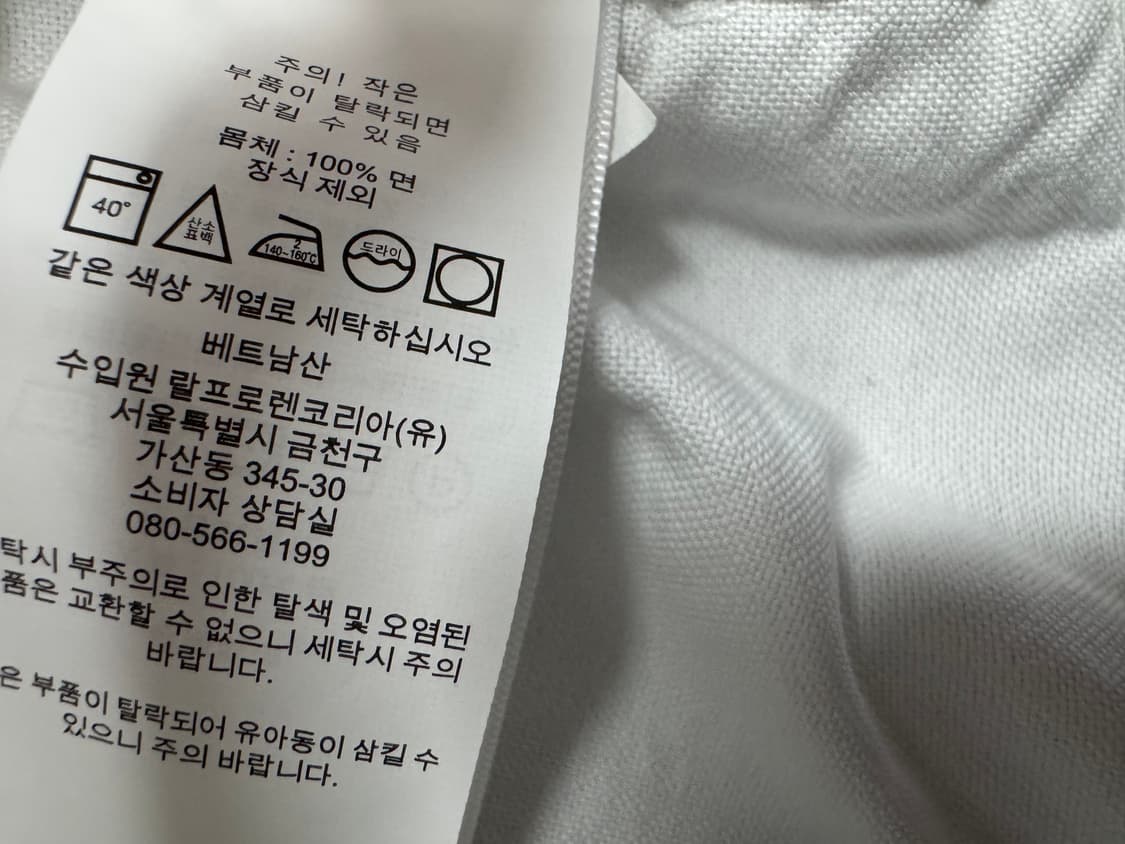 주의! 작은
부품이 탈락되면
삼킬 수 있음
몸체 : 100% 면
장식 제외
40°
산소
표백
2
140~160℃
드라이
같은 색상 계열로 세탁하십시오
베트남산
수입원 랄프로렌코리아(유)
서울특별시 금천구
가산동 345-30
소비자 상담실
080-566-1199
탁시 부주의로 인한 탈색 및 오염된
품은 교환할 수 없으니 세탁시 주의
바랍니다.
은 부품이 탈락되어 유아동이 삼킬 수
있으니 주의 바랍니다.